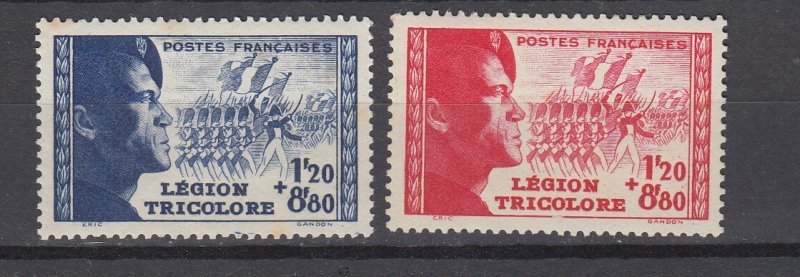 POSTES FRANÇAISES
1F20
LÉGION + 8F80
TRICOLORE
ERIC GANDON
POSTES FRANÇAISES
1F20
LÉGION + 8F80
TRICOLORE
ERIC GANDON